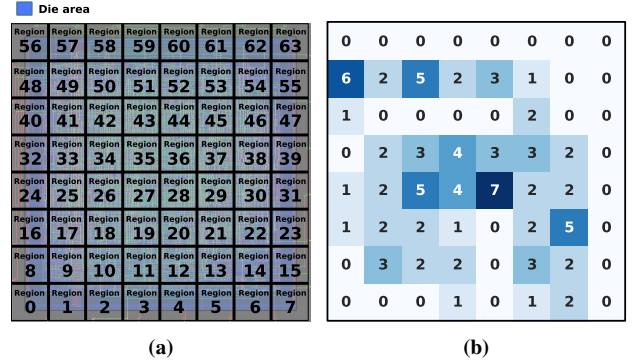 Die area
Region Region Region Region Region Region Region Region
56 57 58 59 60 61 62 63
Region Region Region Region Region Region Region Region
48 49 50 51 52 53 54 55
Region Region Region Region Region Region Region Region
40 41 42 43 44 45 46 47
Region Region Region Region Region Region Region Region
32 33 34 35 36 37 38 39
Region Region Region Region Region Region Region Region
24 25 26 27 28 29 30 31
Region Region Region Region Region Region Region Region
16 17 18 19 20 21 22 23
Region Region Region Region Region Region Region Region
8 9 10 11 12 13 14 15
Region Region Region Region Region Region Region Region
0 1 2 3 4 5 6 7
(a)
0 0 0 0 0 0 0 0
6 2 5 2 3 1 0 0
1 0 0 0 0 2 0 0
0 2 3 4 3 3 2 0
1 2 5 4 7 2 2 0
1 2 2 1 0 2 5 0
0 3 2 2 0 3 2 0
0 0 0 1 0 1 2 0
(b)